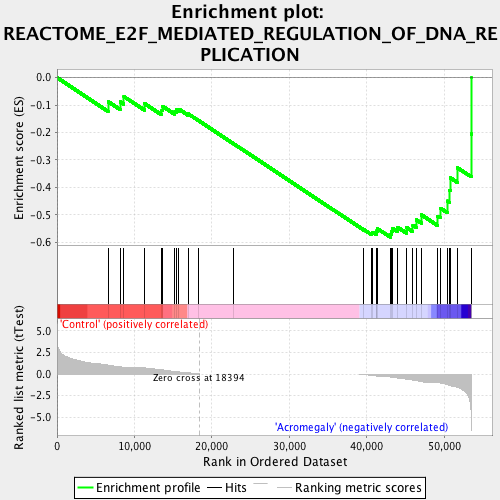 Enrichment plot:
REACTOME_E2F_MEDIATED_REGULATION_OF_DNA_RE
PLICATION
Enrichment score (ES)
0.0
-0.1
-0.2
-0.3
-0.4
-0.5
-0.6
'Control' (positively correlated)
Ranked list metric (tTest)
5.0
2.5
0.0
-2.5
-5.0
Zero cross at 18394
'Acromegaly' (negatively correlated)
0 10,000 20,000 30,000 40,000 50,000
Rank in Ordered Dataset
Enrichment profile Hits Ranking metric scores